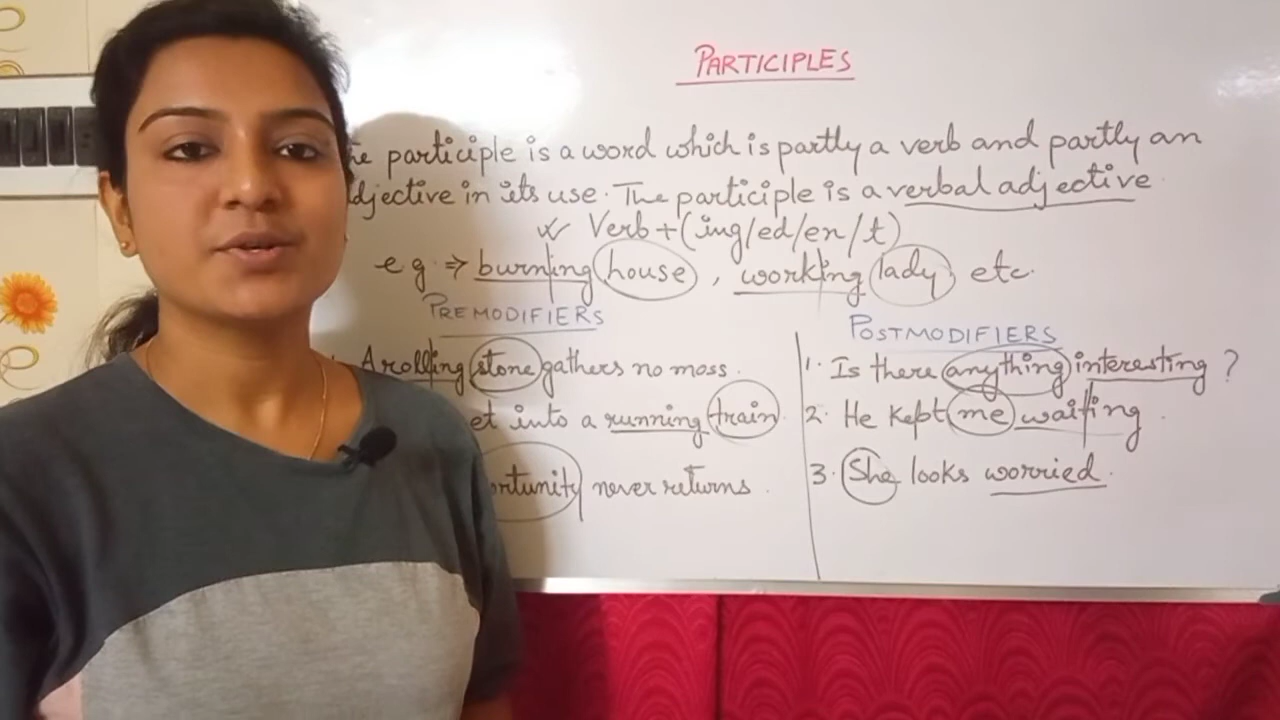 PARTICIPLES
participle is a word which is partly a verb and partly an
adjective in its use. The participle is a verbal adjective
Verb+(ing/ed/en/t)
eg ⇒ burning house, working lady, etc.
PREMODIFIERS
A rolling stone gathers no moss.
into a running train.
never returns.
POSTMODIFIERS
1. Is there anything interesting?
2. He kept me waiting.
3. She looks worried.